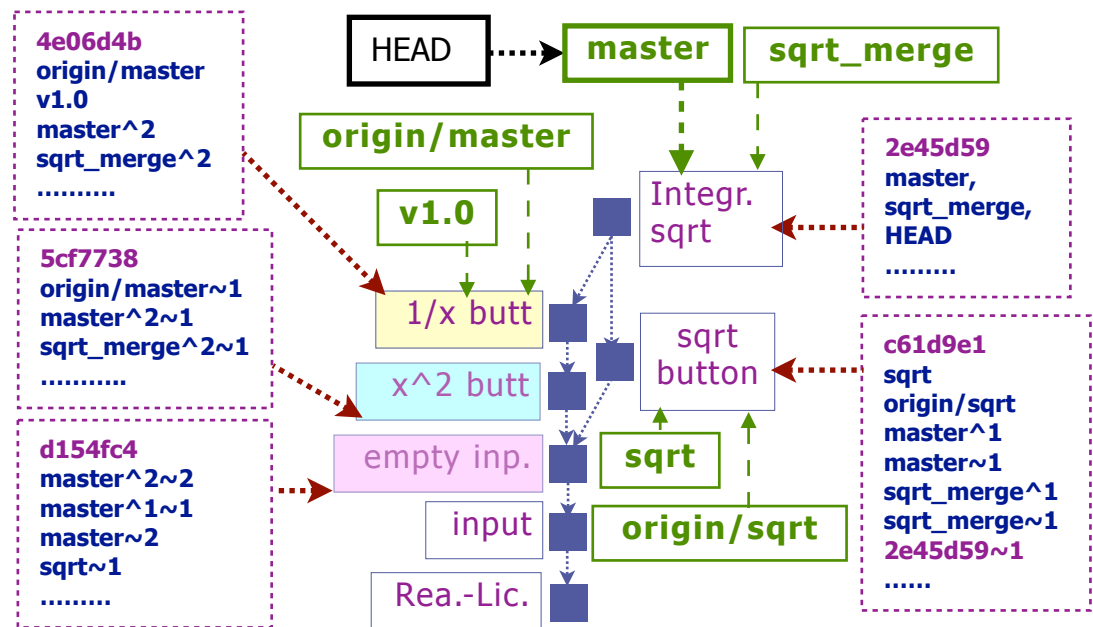 4e06d4b
origin/master
v1.0
master^2
sqrt_merge^2
..........
HEAD
master
sqrt_merge
origin/master
v1.0
2e45d59
master,
sqrt_merge,
HEAD
.........
Integr.
sqrt
5cf7738
origin/master~1
master^2~1
sqrt_merge^2~1
...........
1/x butt
x^2 butt
sqrt
button
c61d9e1
sqrt
origin/sqrt
master^1
master~1
sqrt_merge^1
sqrt_merge~1
2e45d59~1
......
d154fc4
master^2~2
master^1~1
master~2
sqrt~1
.........
empty inp.
sqrt
input
origin/sqrt
Rea.-Lic.